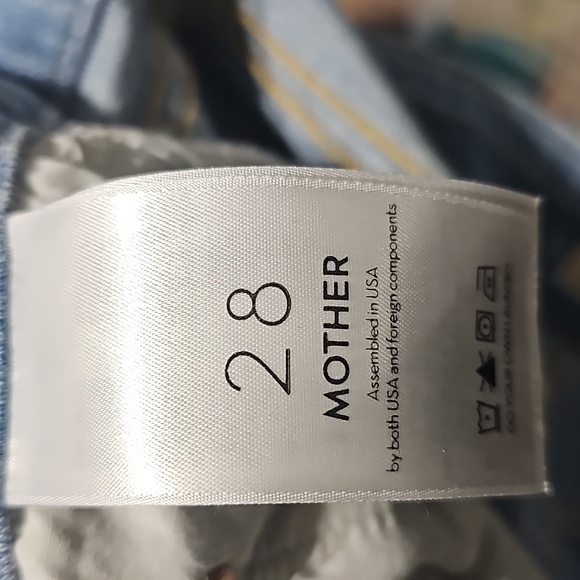 28
MOTHER
Assembled in USA
by both USA and foreign components
DO YOUR OWN LAUNDRY